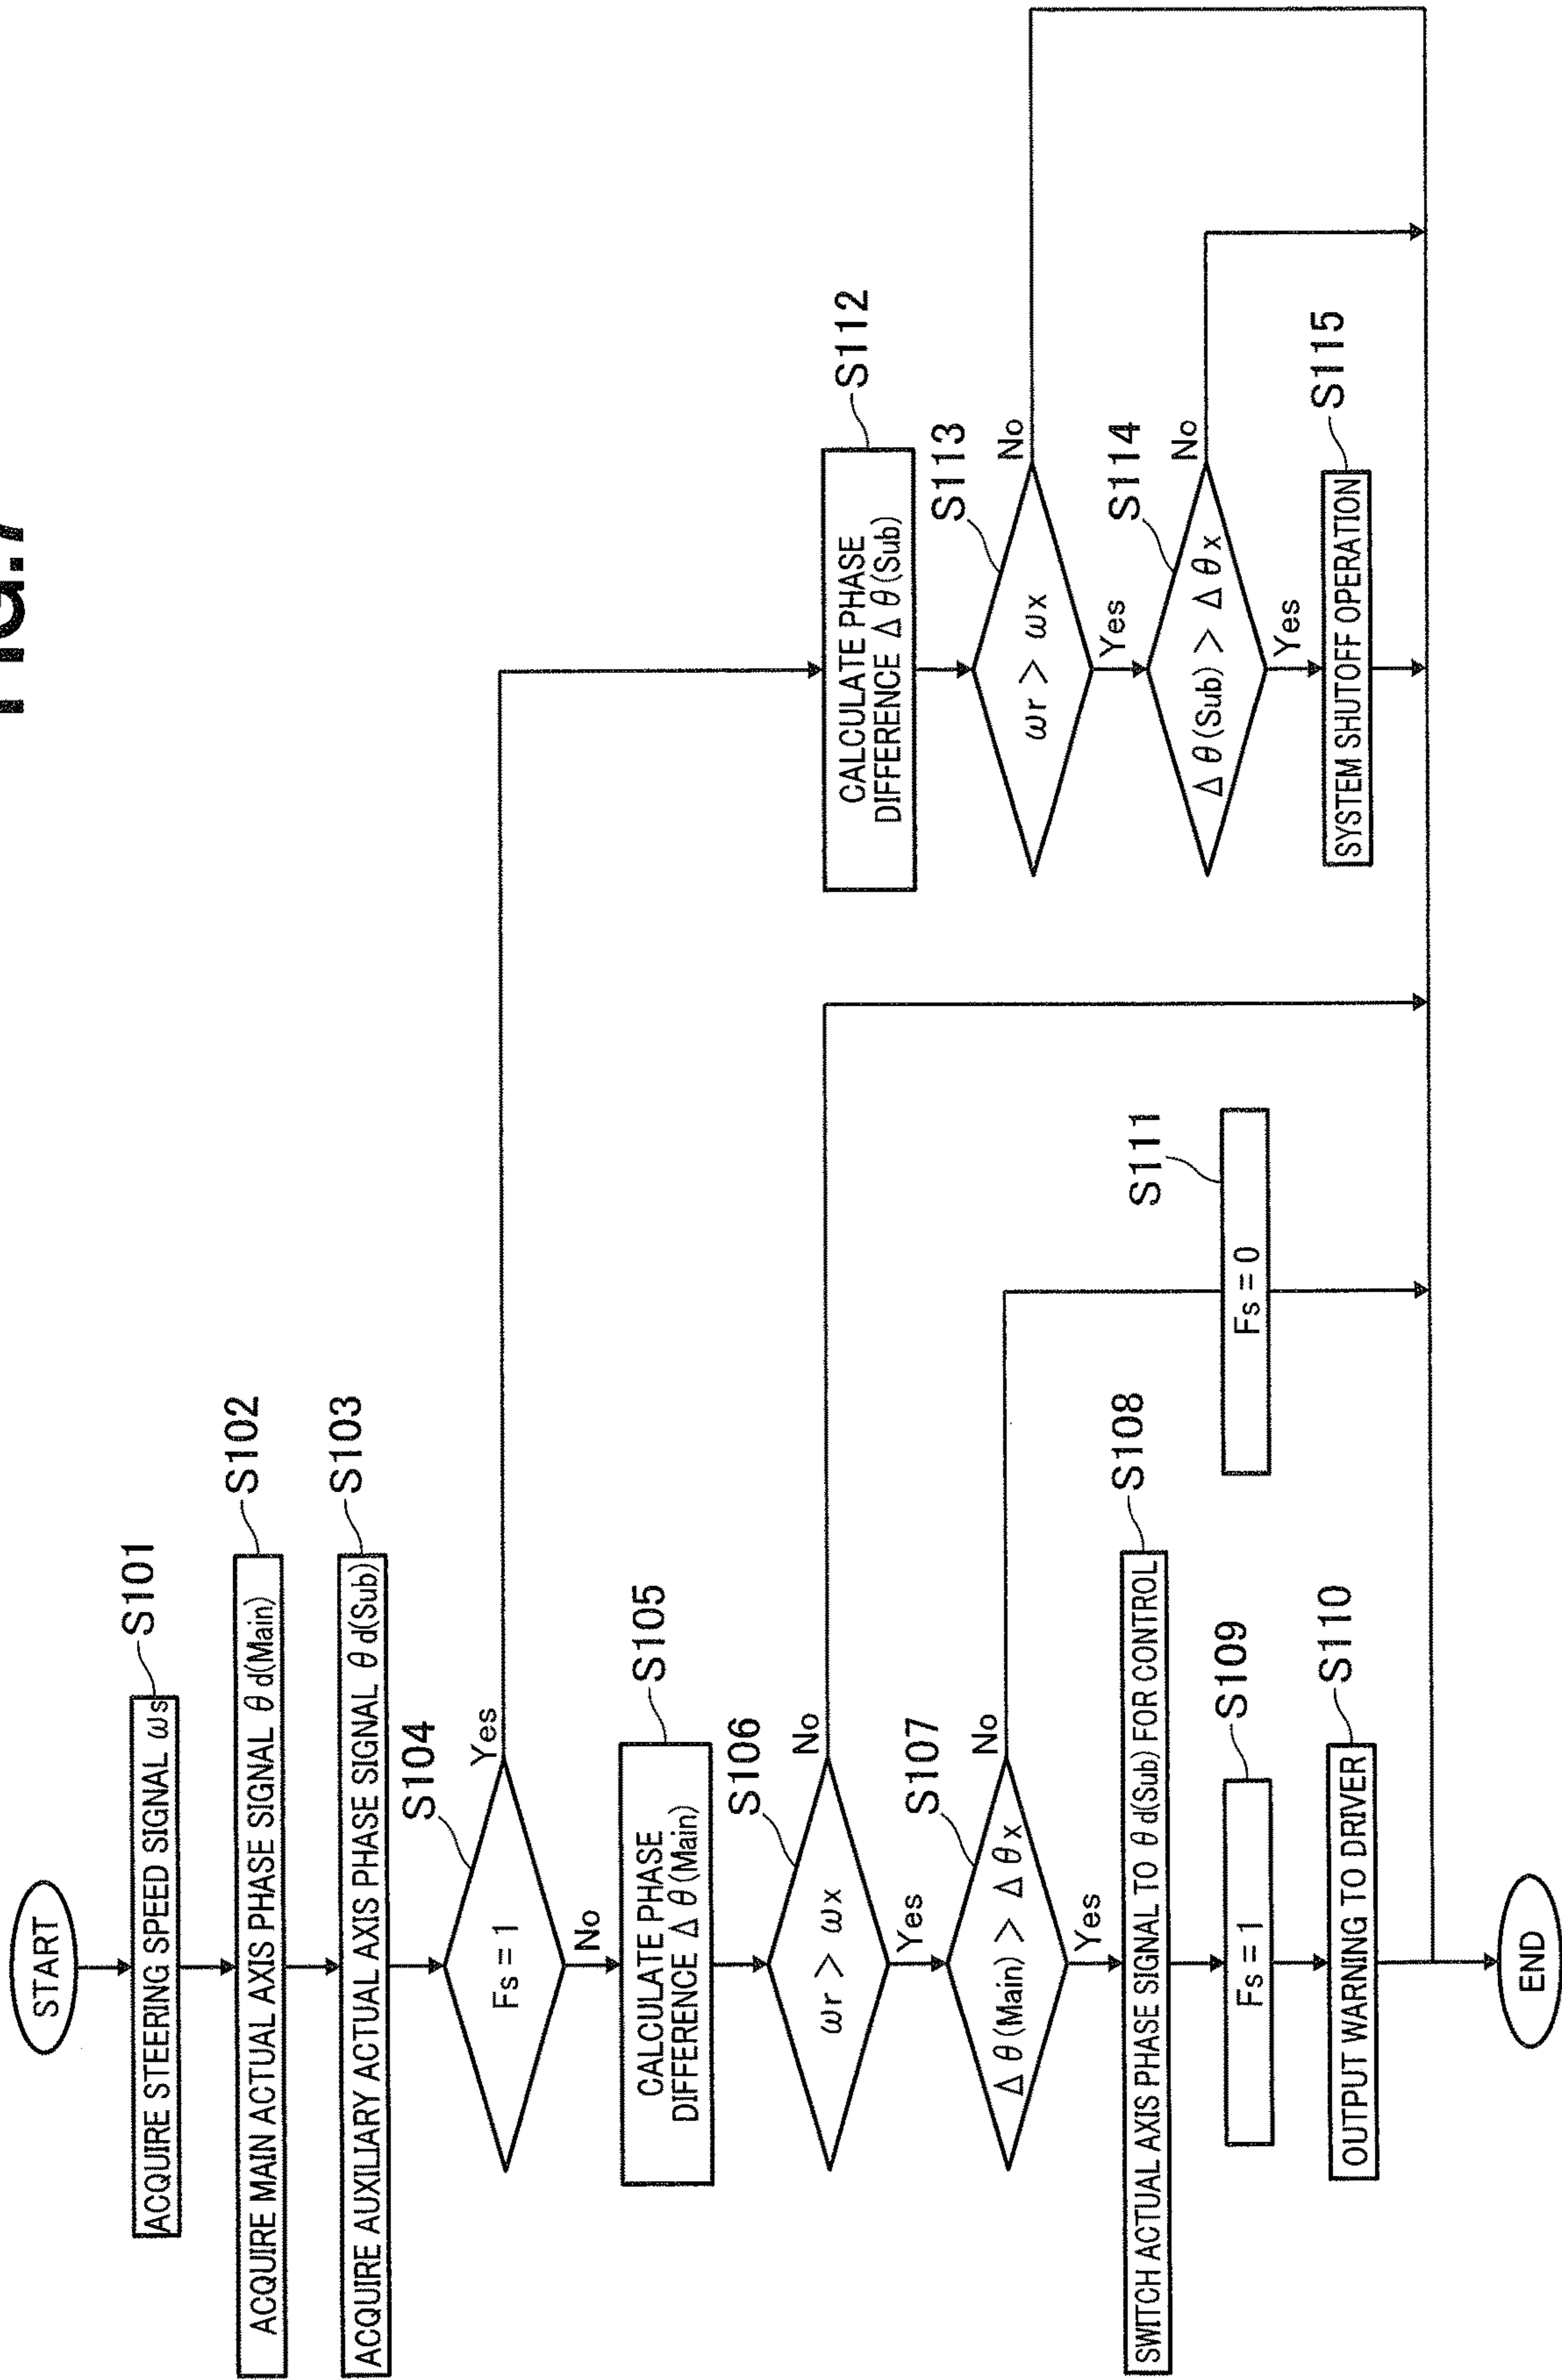 START
ACQUIRE STEERING SPEED SIGNAL ωs
S101
ACQUIRE MAIN ACTUAL AXIS PHASE SIGNAL θ d(Main)
S102
ACQUIRE AUXILIARY ACTUAL AXIS PHASE SIGNAL θ d(Sub)
S103
S104
Fs = 1
Yes
No
CALCULATE PHASE
DIFFERENCE Δ θ (Main)
S105
S106
ωr > ωx
No
Yes
S107
Δ θ (Main) > Δ θ x
No
Yes
SWITCH ACTUAL AXIS PHASE SIGNAL TO θ d(Sub) FOR CONTROL
S108
Fs = 1
S109
OUTPUT WARNING TO DRIVER
S110
Fs = 0
S111
CALCULATE PHASE
DIFFERENCE Δ θ (Sub)
S112
S113
ωr > ωx
No
Yes
S114
Δ θ (Sub) > Δ θ x
No
Yes
SYSTEM SHUTOFF OPERATION
S115
END